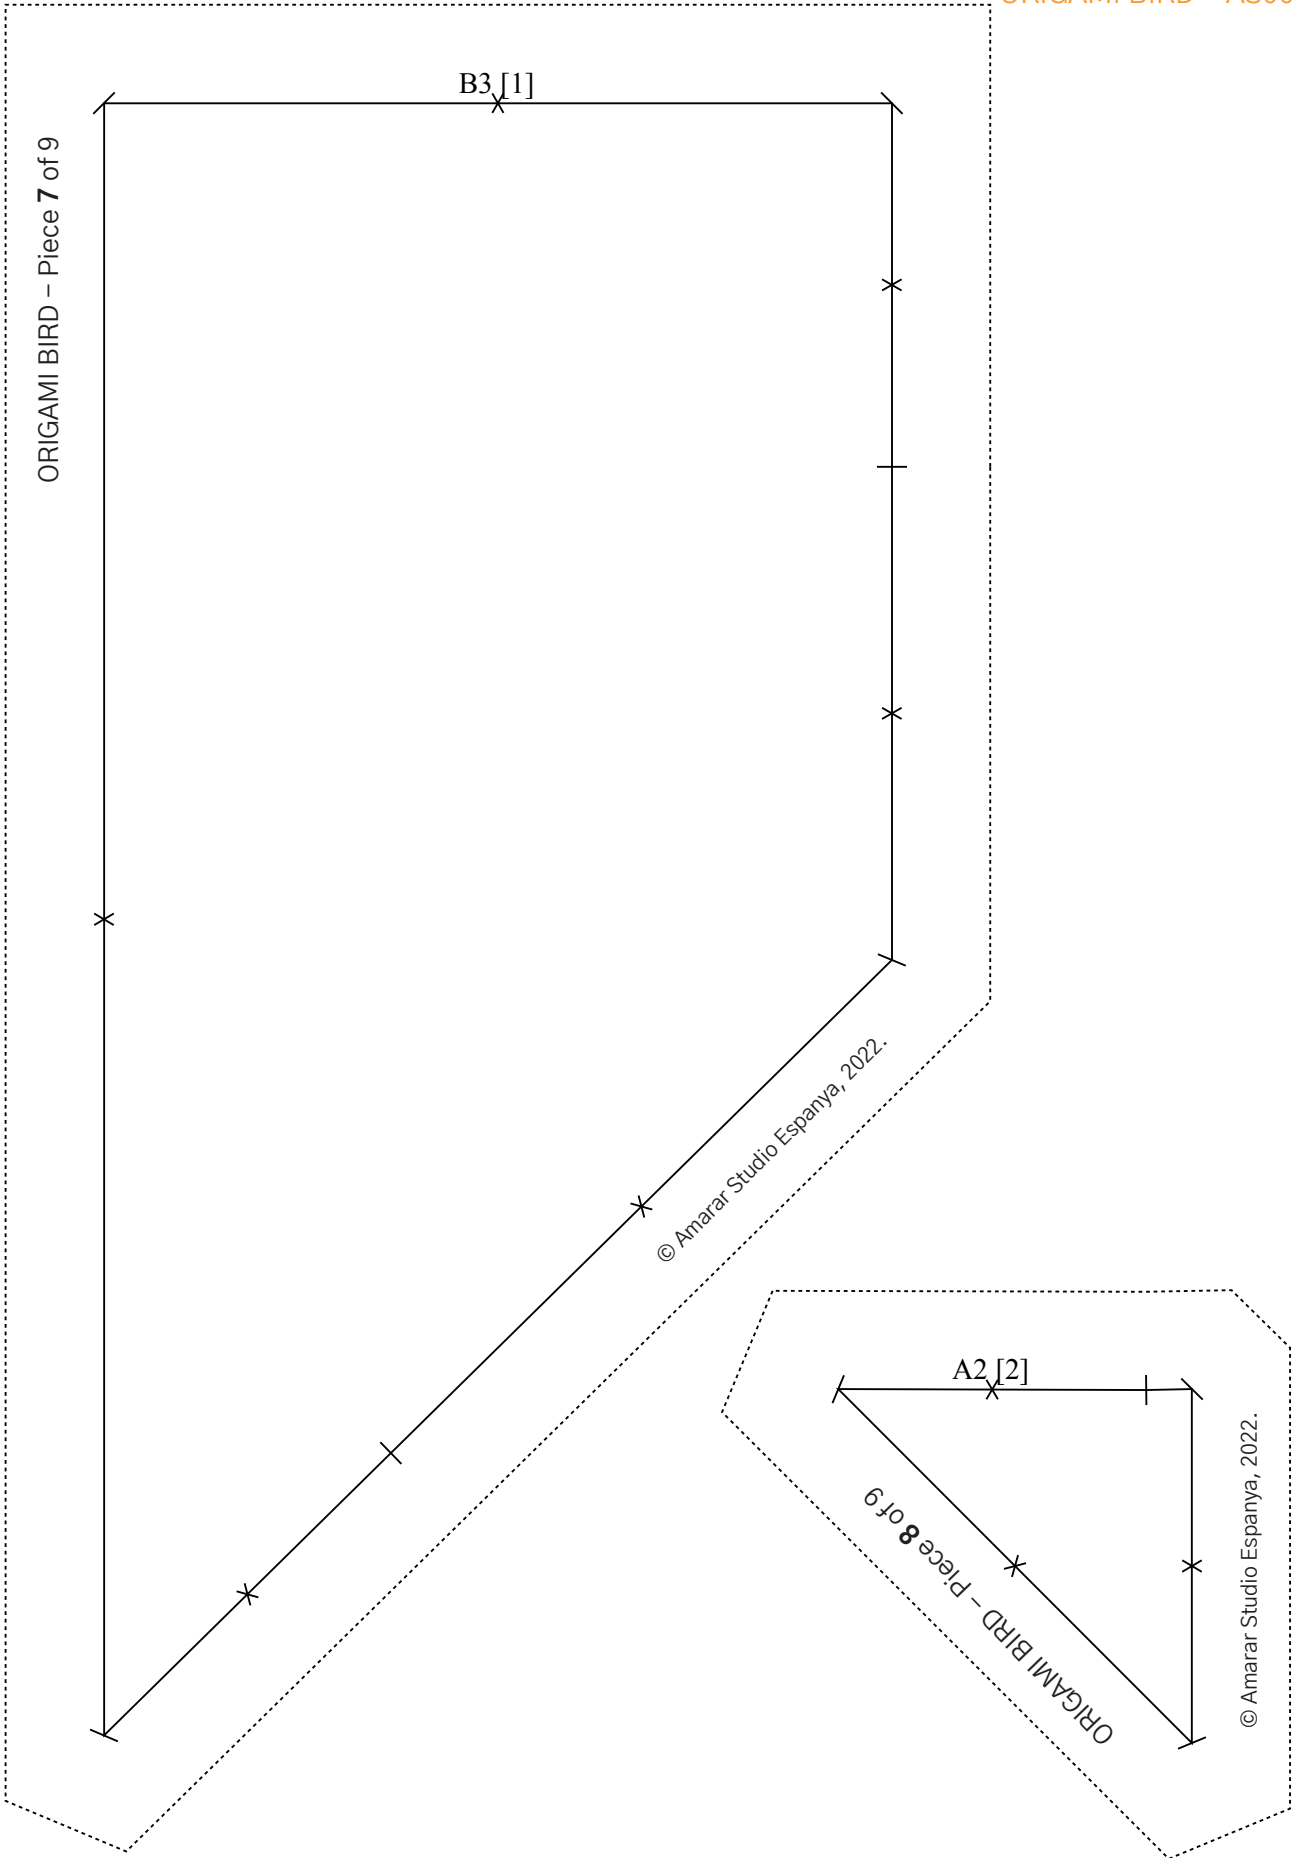 ORIGAMI BIRD –
B3 [1]
ORIGAMI BIRD – Piece 7 of 9
© Amarar Studio Espanya, 2022.
A2 [2]
ORIGAMI BIRD – Piece 8 of 9
© Amarar Studio Espanya, 2022.